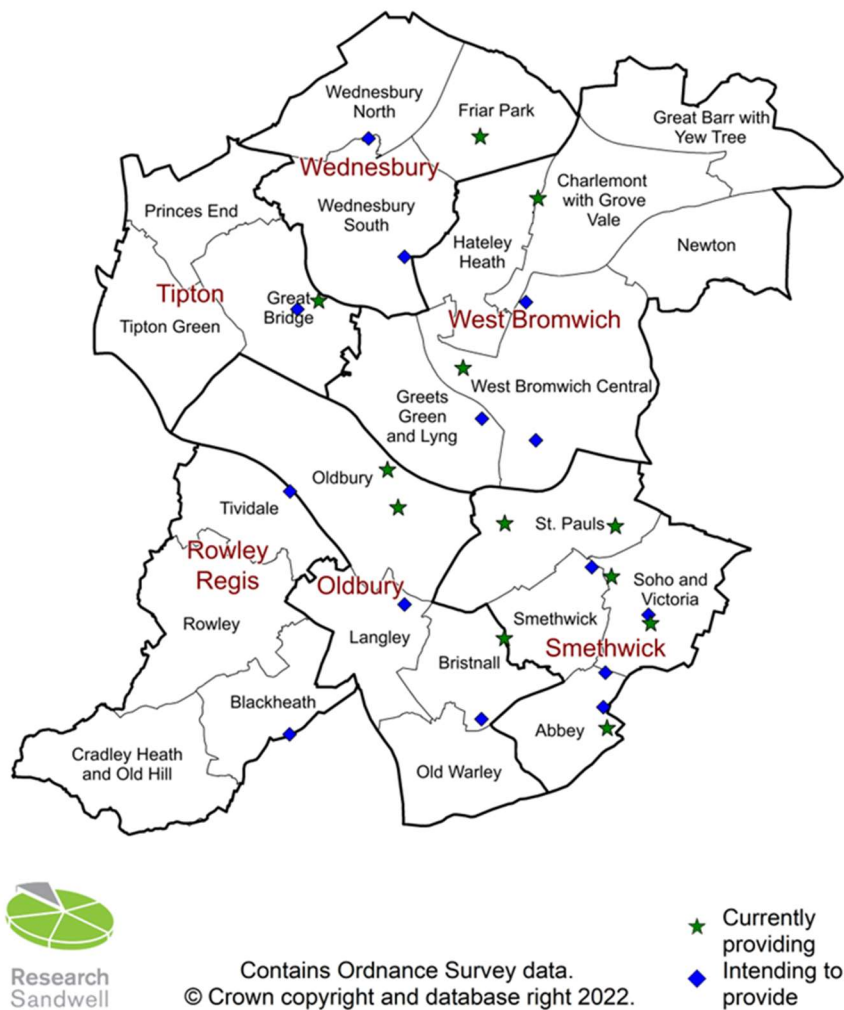 Wednesbury
North
Friar Park
Great Barr with
Yew Tree
Wednesbury
Charlemont
with Grove
Vale
Princes End
Wednesbury
South
Hateley
Heath
Newton
Tipton
Great
Bridge
Tipton Green
West Bromwich
West Bromwich Central
Greets
Green
and Lyng
Oldbury
Tividale
St. Pauls
Rowley
Regis
Oldbury
Soho and
Victoria
Rowley
Langley
Smethwick
Smethwick
Bristnall
Blackheath
Abbey
Cradley Heath
and Old Hill
Old Warley
Currently
providing
Intending to
provide
Research
Sandwell
Contains Ordnance Survey data.
© Crown copyright and database right 2022.